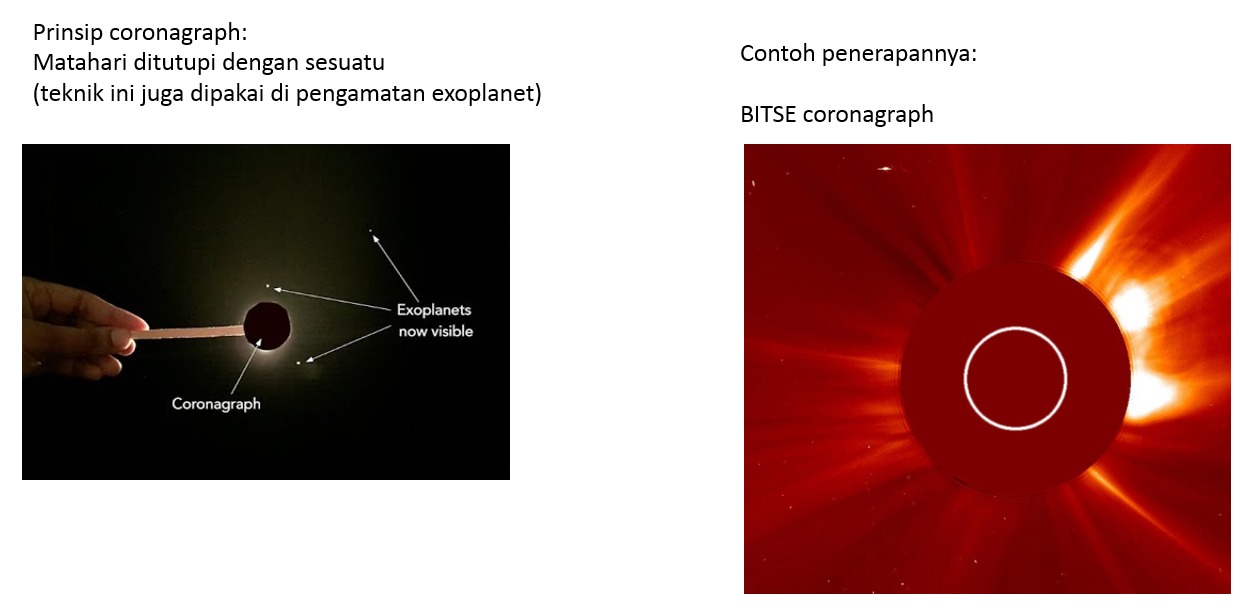 Prinsip coronagraph:
Matahari ditutupi dengan sesuatu
(teknik ini juga dipakai di pengamatan exoplanet)
Exoplanets
now visible
Coronagraph
Contoh penerapannya:
BITSE coronagraph